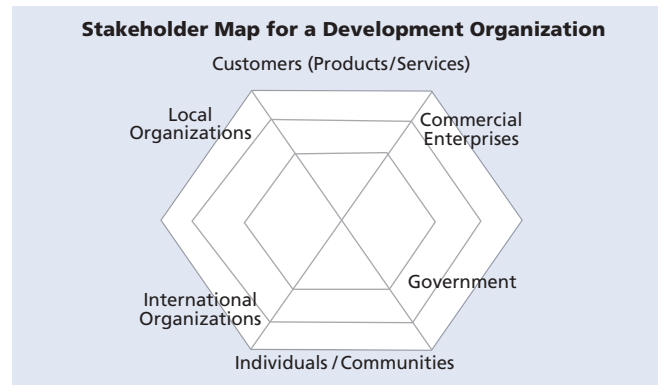 Stakeholder Map for a Development Organization
Customers (Products/Services)
Local
Organizations
Commercial
Enterprises
International
Organizations
Government
Individuals/Communities